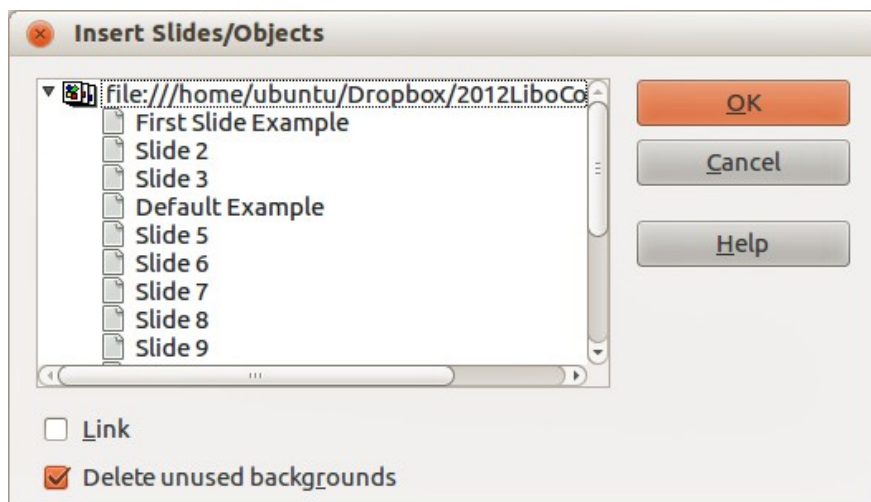 Insert Slides/Objects
file:///home/ubuntu/Dropbox/2012LiboCo
First Slide Example
Slide 2
Slide 3
Default Example
Slide 5
Slide 6
Slide 7
Slide 8
Slide 9
OK
Cancel
Help
Link
Delete unused backgrounds